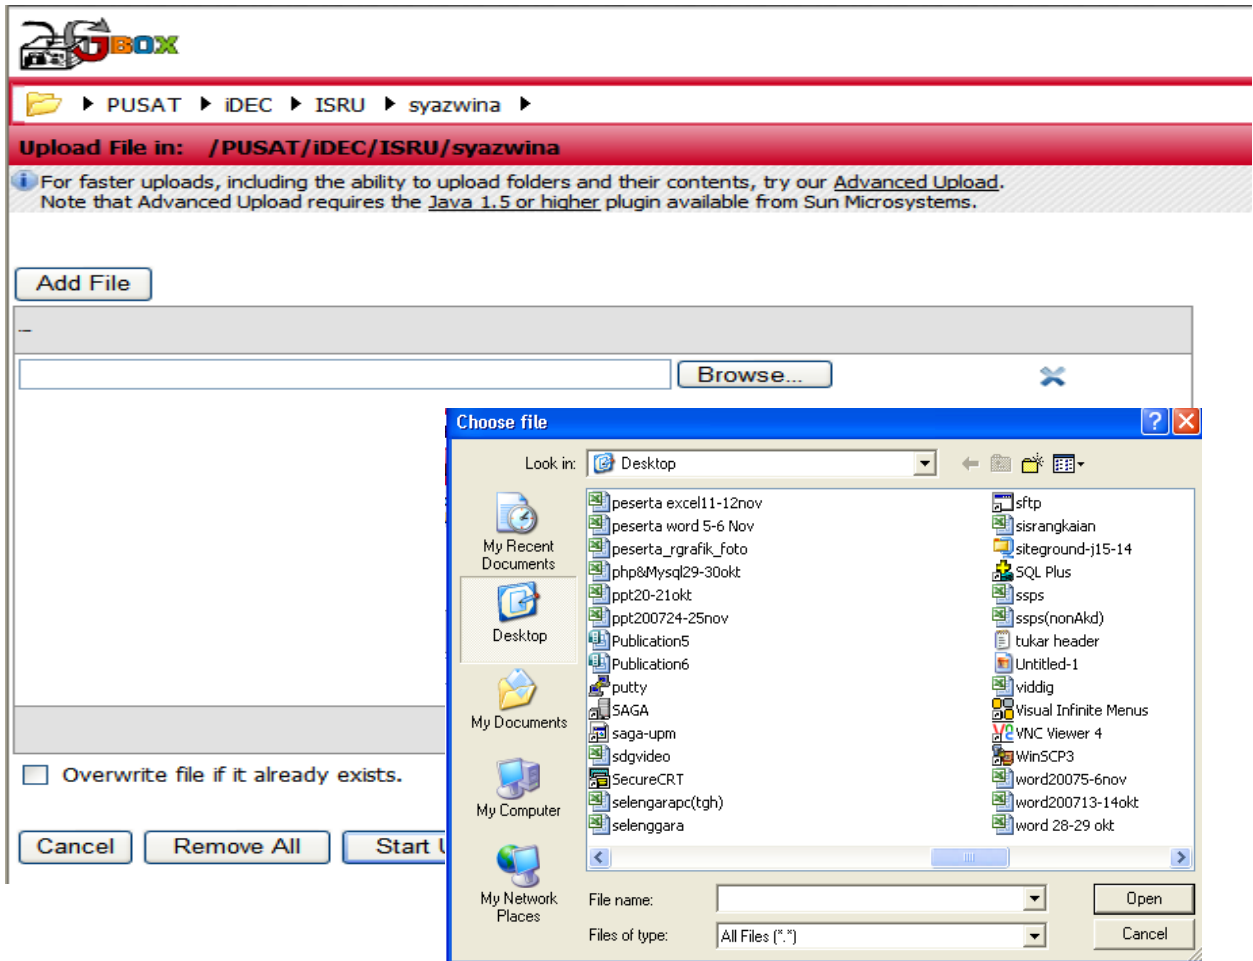 UBOX
PUSAT iDEC ISRU syazwina
Upload File in: /PUSAT/iDEC/ISRU/syazwina
For faster uploads, including the ability to upload folders and their contents, try our Advanced Upload.
Note that Advanced Upload requires the Java 1.5 or higher plugin available from Sun Microsystems.
Add File
Browse...
Choose file
Look in: Desktop
My Recent
Documents
Desktop
My Documents
My Computer
My Network
Places
peserta excel11-12nov
peserta word 5-6 Nov
peserta_rgrafik_foto
php&Mysql29-30okt
ppt20-21okt
ppt200724-25nov
Publication5
Publication6
putty
SAGA
saga-upm
sdgvideo
SecureCRT
selengarapc(tgh)
selenggara
sftp
sisrangkaian
siteground-j15-14
SQL Plus
ssps
ssps(nonAkd)
tukar header
Untitled-1
viddig
Visual Infinite Menus
VNC Viewer 4
WinSCP3
word20075-6nov
word200713-14okt
word 28-29 okt
File name:
Open
Files of type: All Files (*.*)
Cancel
Overwrite file if it already exists.
Cancel Remove All Start